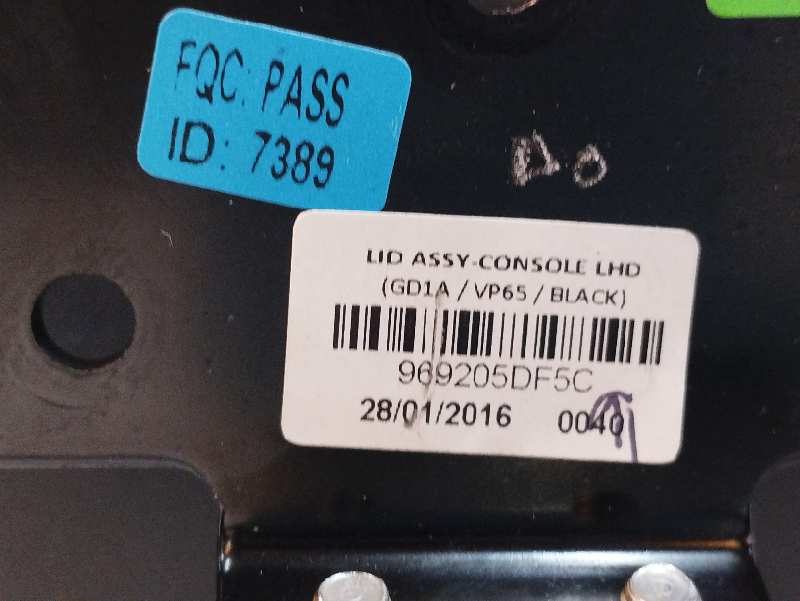 FQC: PASS
ID: 7389
LID ASSY-CONSOLE LHD
(GD1A / VP65 / BLACK)
969205DF5C
28/01/2016 0040